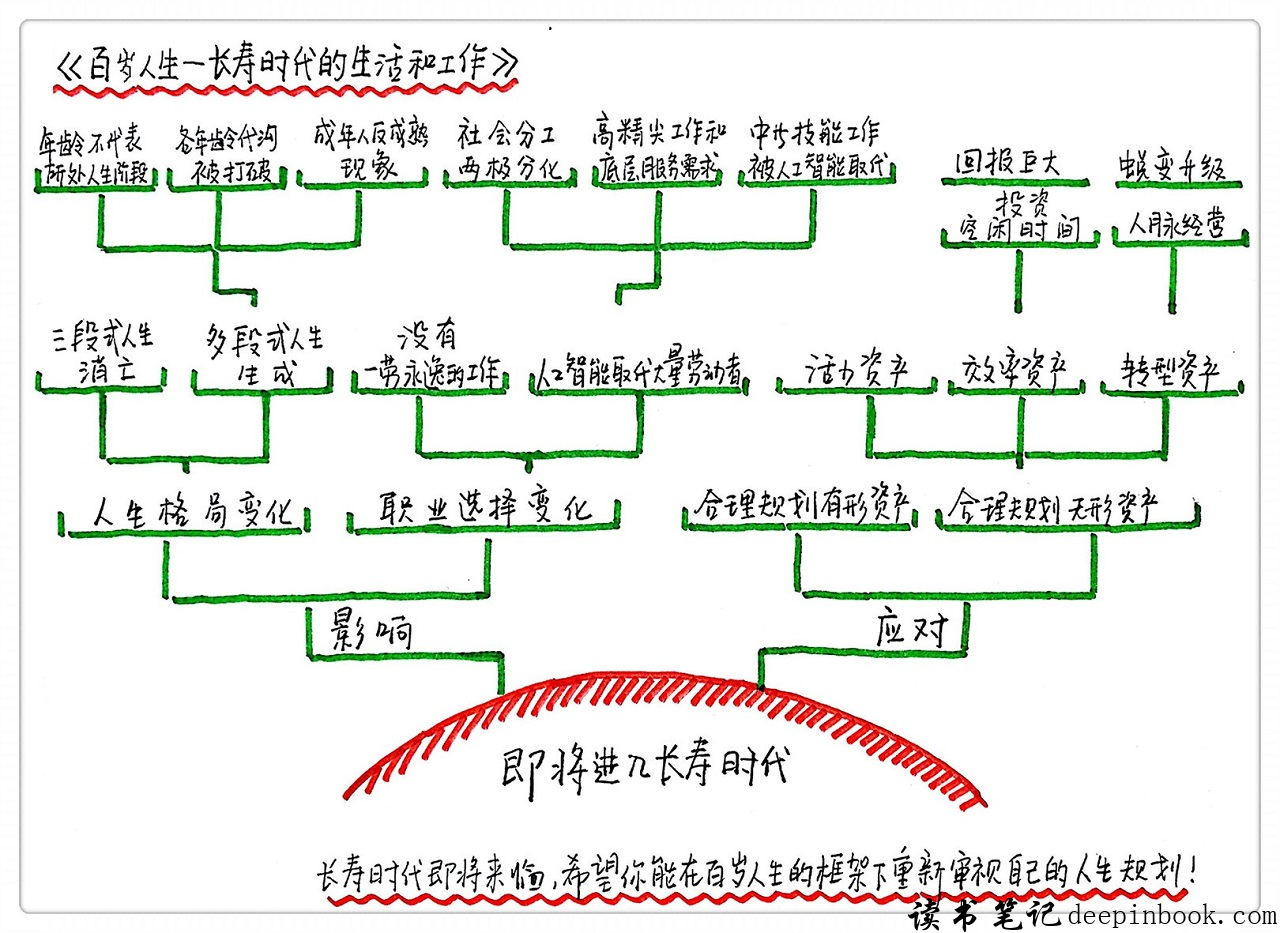 《百岁人生—长寿时代的生活和工作》
年龄不代表
所处人生阶段
各年龄代沟
被打破
成年人反成熟
现象
社会分工
两极分化
高精尖工作和
底层服务需求
中等技能工作
被人工智能取代
回报巨大
投资
空闲时间
蜕变升级
人脉经营
三段式人生
消亡
多段式人生
生成
没有
一劳永逸的工作
人工智能取代大量劳动者
活力资产
效率资产
转型资产
人生格局变化
职业选择变化
合理规划有形资产
合理规划无形资产
影响
应对
即将进入长寿时代
长寿时代即将来临,希望你能在百岁人生的框架下重新审视自己的人生规划!
读书笔记deepinbook.com